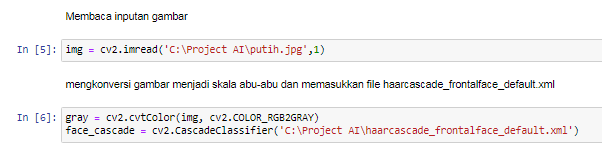 Membaca inputan gambar
In [5]: img = cv2.imread('C:\Project AI\putih.jpg',1)
mengkonversi gambar menjadi skala abu-abu dan memasukkan file haarcascade_frontalface_default.xml
In [6]: gray = cv2.cvtColor(img, cv2.COLOR_RGB2GRAY)
face_cascade = cv2.CascadeClassifier('C:\Project AI\haarcascade_frontalface_default.xml')